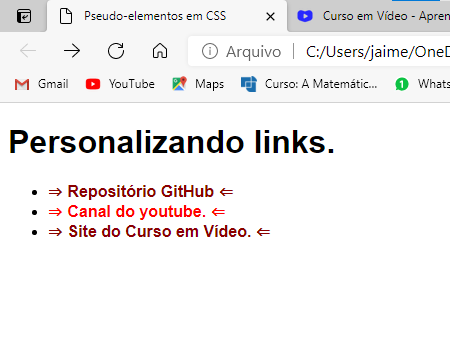 Pseudo-elementos em CSS Curso em Vídeo - Apren
Arquivo C:/Users/jaime/OneD
Gmail YouTube Maps Curso: A Matemátic... Whats
Personalizando links.
• ⇒ Repositório GitHub ⇐
• ⇒ Canal do youtube. ⇐
• ⇒ Site do Curso em Vídeo. ⇐